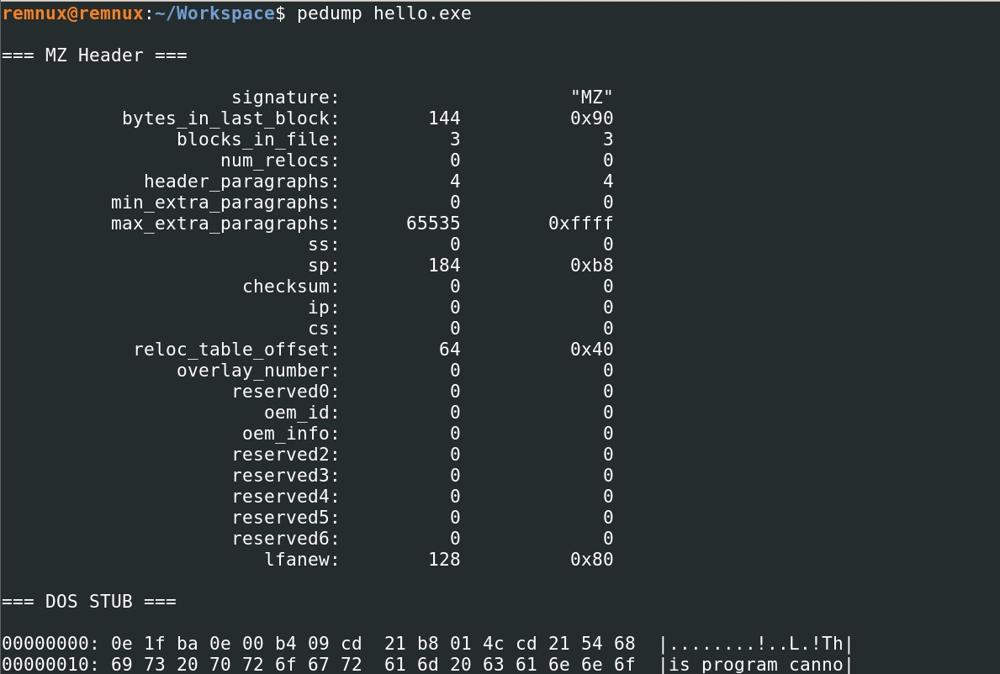 remnux@remnux:~/Workspace$ pedump hello.exe
=== MZ Header ===
signature: "MZ"
bytes_in_last_block: 144 0x90
blocks_in_file: 3 3
num_relocs: 0 0
header_paragraphs: 4 4
min_extra_paragraphs: 0 0
max_extra_paragraphs: 65535 0xffff
ss: 0 0
sp: 184 0xb8
checksum: 0 0
ip: 0 0
cs: 0 0
reloc_table_offset: 64 0x40
overlay_number: 0 0
reserved0: 0 0
oem_id: 0 0
oem_info: 0 0
reserved2: 0 0
reserved3: 0 0
reserved4: 0 0
reserved5: 0 0
reserved6: 0 0
lfanew: 128 0x80
=== DOS STUB ===
00000000: 0e 1f ba 0e 00 b4 09 cd  21 b8 01 4c cd 21 54 68  |........!..L.!Th|
00000010: 69 73 20 70 72 6f 67 72  61 6d 20 63 61 6e 6e 6f  |is program canno|